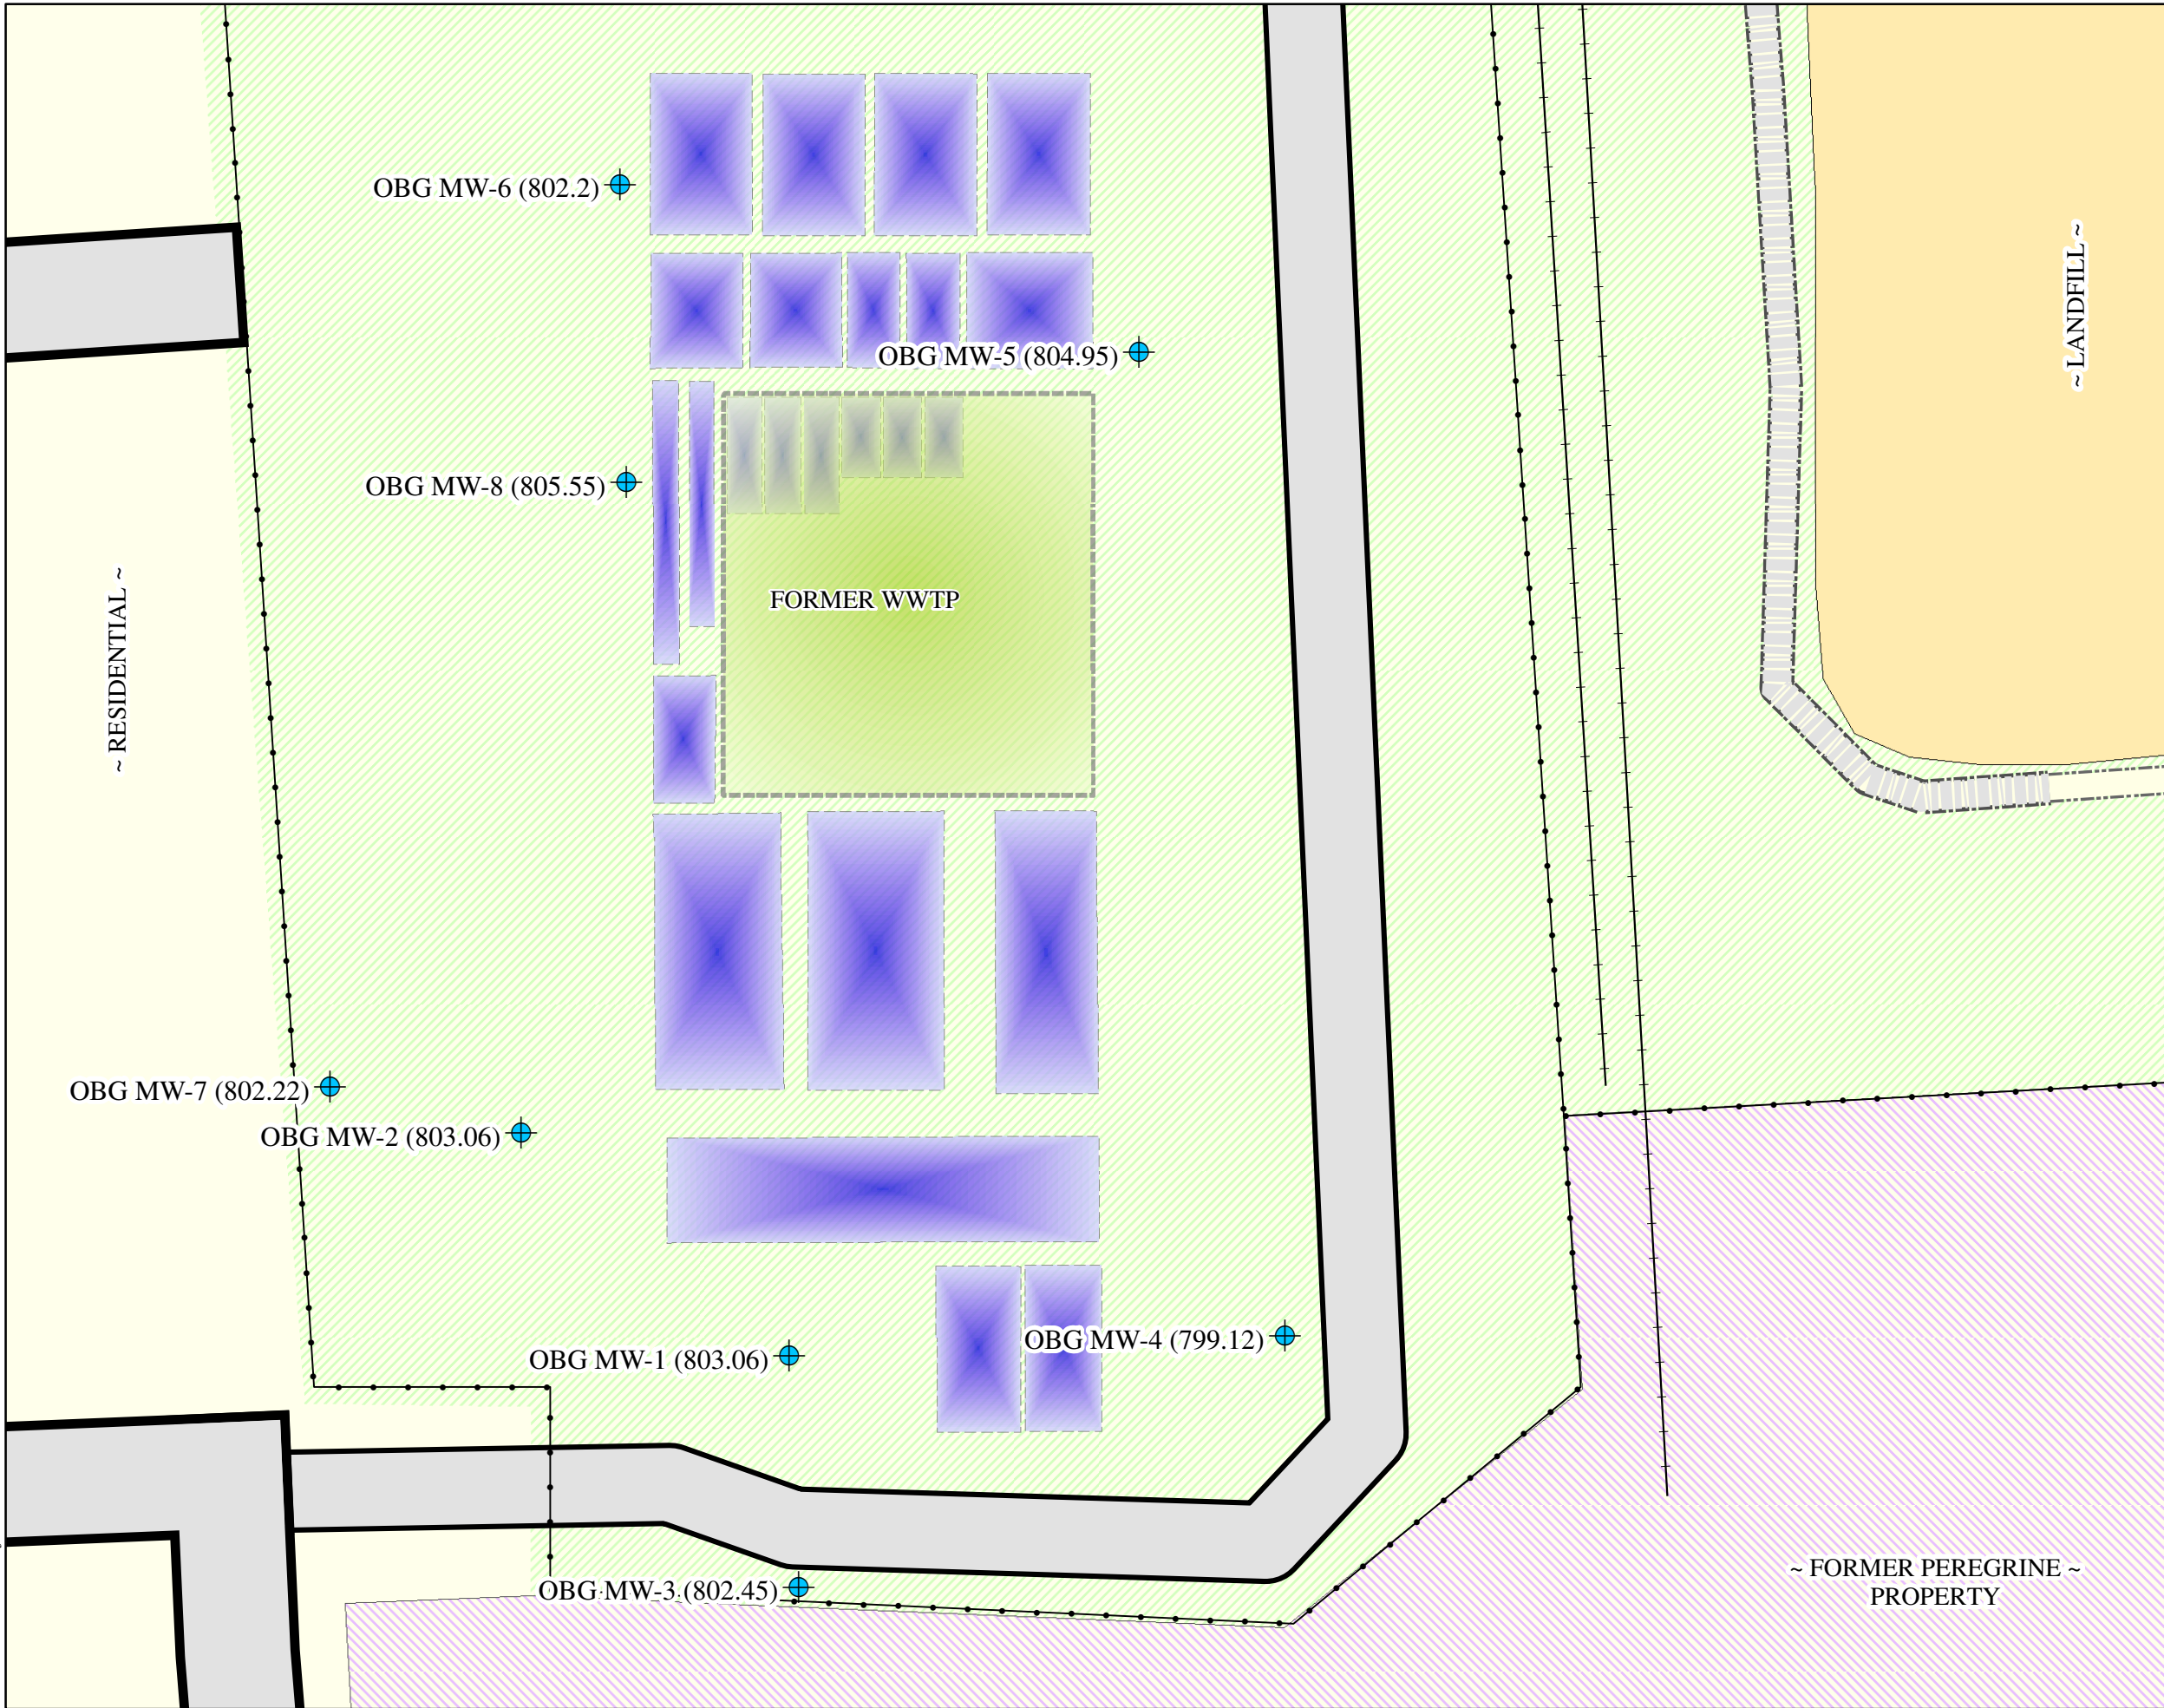 OBG MW-6 (802.2)
~ LANDFILL ~
OBG MW-5 (804.95)
OBG MW-8 (805.55)
~ RESIDENTIAL ~
FORMER WWTP
OBG MW-7 (802.22)
OBG MW-2 (803.06)
OBG MW-4 (799.12)
OBG MW-1 (803.06)
OBG MW-3 (802.45)
~ FORMER PEREGRINE ~
PROPERTY